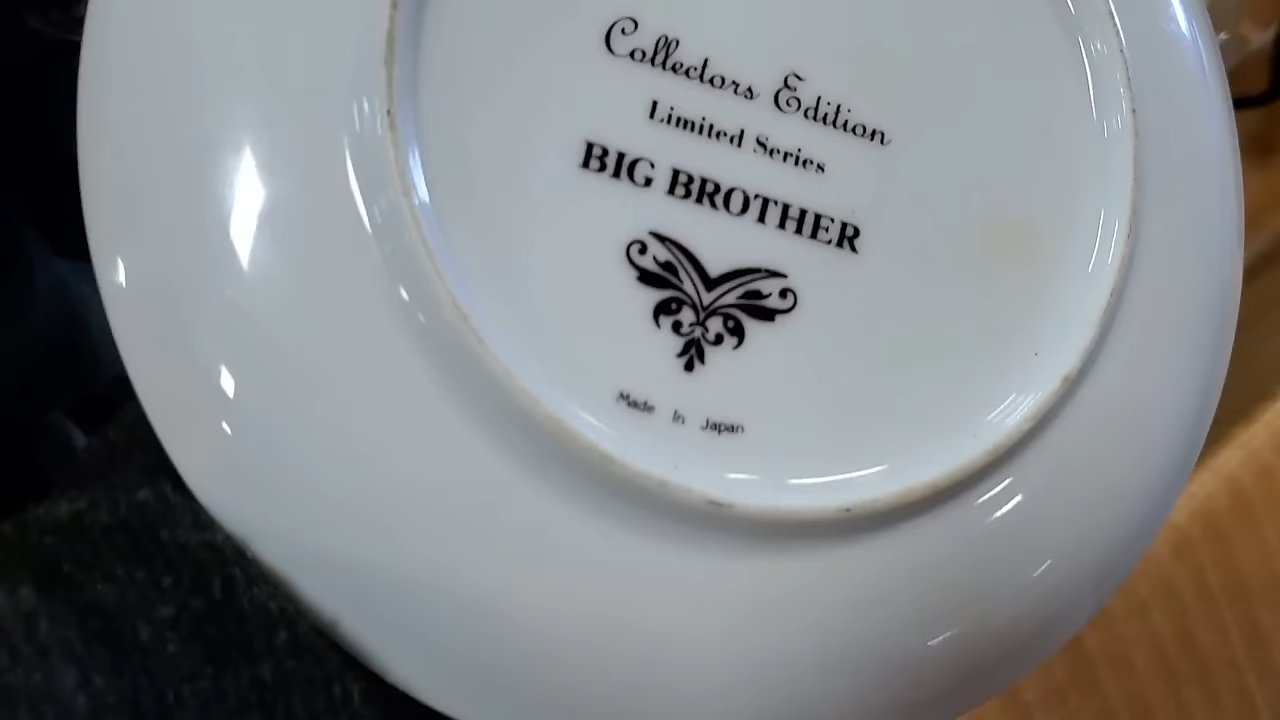 Collectors Edition
Limited Series
BIG BROTHER
Made In Japan